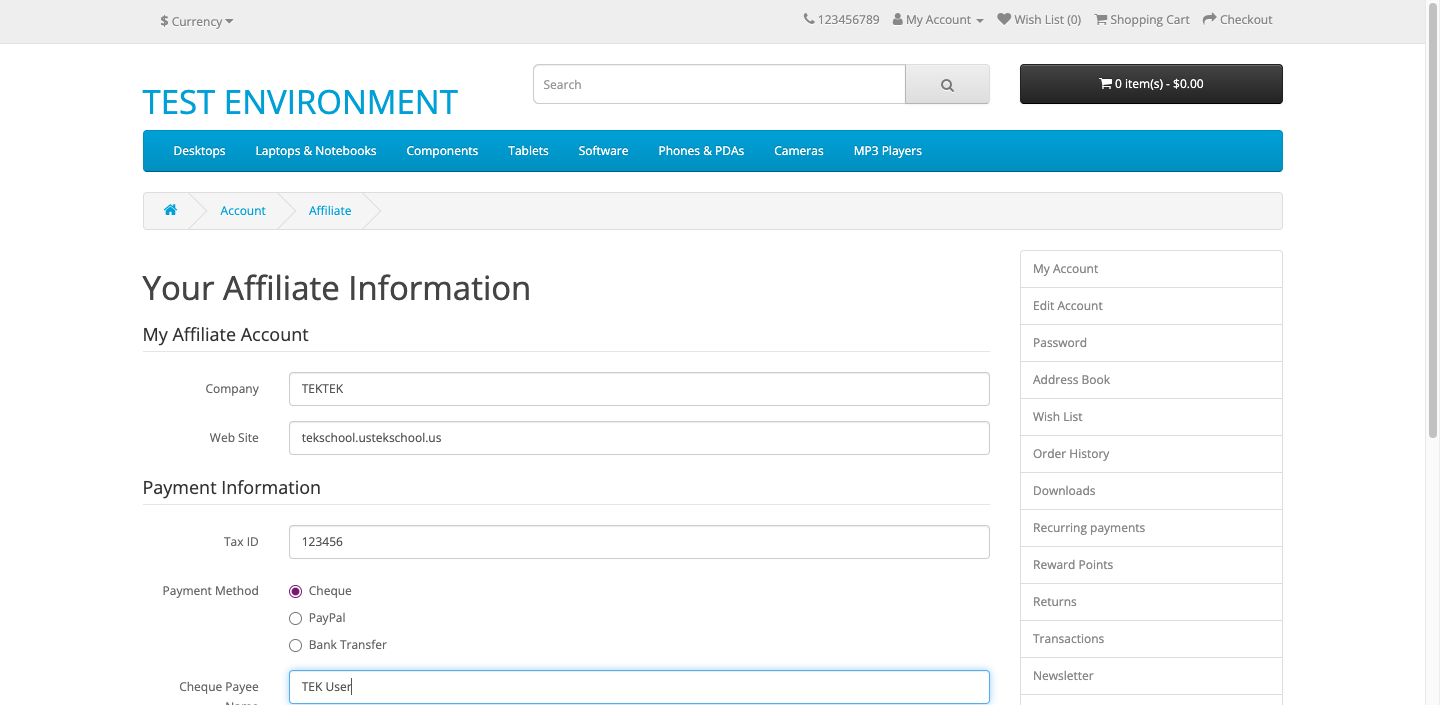 $ Currency
123456789 My Account Wish List (0) Shopping Cart Checkout
TEST ENVIRONMENT
Search
0 item(s) - $0.00
Desktops Laptops & Notebooks Components Tablets Software Phones & PDAs Cameras MP3 Players
Account Affiliate
Your Affiliate Information
My Affiliate Account
Company TEKTEK
Web Site tekschool.ustekschool.us
Payment Information
Tax ID 123456
Payment Method Cheque
PayPal
Bank Transfer
Cheque Payee TEK User
Name
My Account
Edit Account
Password
Address Book
Wish List
Order History
Downloads
Recurring payments
Reward Points
Returns
Transactions
Newsletter